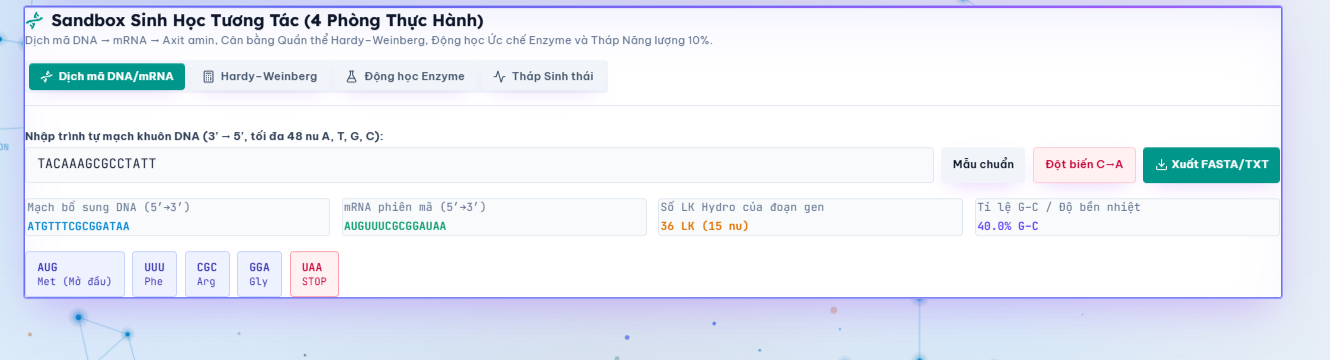 Sandbox Sinh Học Tương Tác (4 Phòng Thực Hành)
Dịch mã DNA → mRNA → Axit amin, Cân bằng Quần thể Hardy-Weinberg, Động học Ức chế Enzyme và Tháp Năng lượng 10%.
Dịch mã DNA/mRNA Hardy-Weinberg Động học Enzyme Tháp Sinh thái
Nhập trình tự mạch khuôn DNA (3' → 5', tối đa 48 nu A, T, G, C):
TACAAAGCGCCTATT Mẫu chuẩn Đột biến C→A Xuất FASTA/TXT
Mạch bổ sung DNA (5'→3') mRNA phiên mã (5'→3') Số LK Hydro của đoạn gen Tỉ lệ G-C / Độ bền nhiệt
ATGTTTCGCGGATAA AUGUUUCGCGGAUAA 36 LK (15 nu) 40.0% G-C
AUG UUU CGC GGA UAA
Met (Mở đầu) Phe Arg Gly STOP